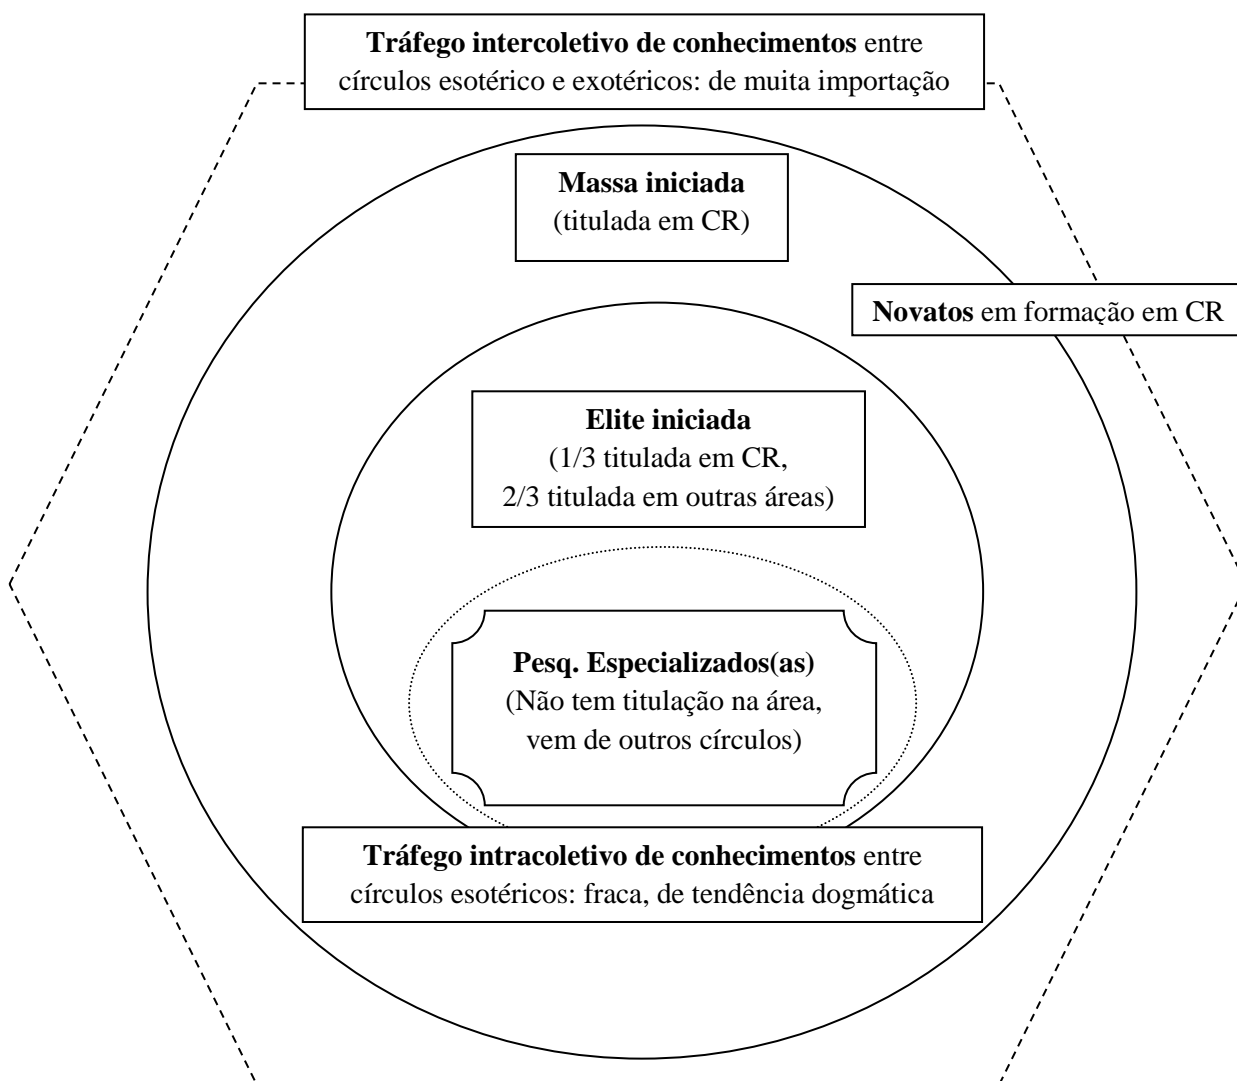 Tráfego intercoletivo de conhecimentos entre
círculos esotérico e exotéricos: de muita importação
Massa iniciada
(titulada em CR)
Novatos em formação em CR
Elite iniciada
(1/3 titulada em CR,
2/3 titulada em outras áreas)
Pesq. Especializados(as)
(Não tem titulação na área,
vem de outros círculos)
Tráfego intracoletivo de conhecimentos entre
círculos esotéricos: fraca, de tendência dogmática